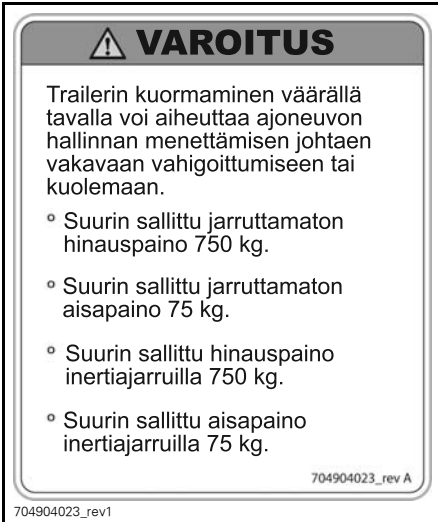 VAROITUS
Trailerin kuormaminen väärällä
tavalla voi aiheuttaa ajoneuvon
hallinnan menettämisen johtaen
vakavaan vahigoittumiseen tai
kuolemaan.
° Suurin sallittu jarruttamaton
hinauspaino 750 kg.
° Suurin sallittu jarruttamaton
aisapaino 75 kg.
° Suurin sallittu hinauspaino
inertiajarruilla 750 kg.
° Suurin sallittu aisapaino
inertiajarruilla 75 kg.
704904023_rev A
704904023_rev1